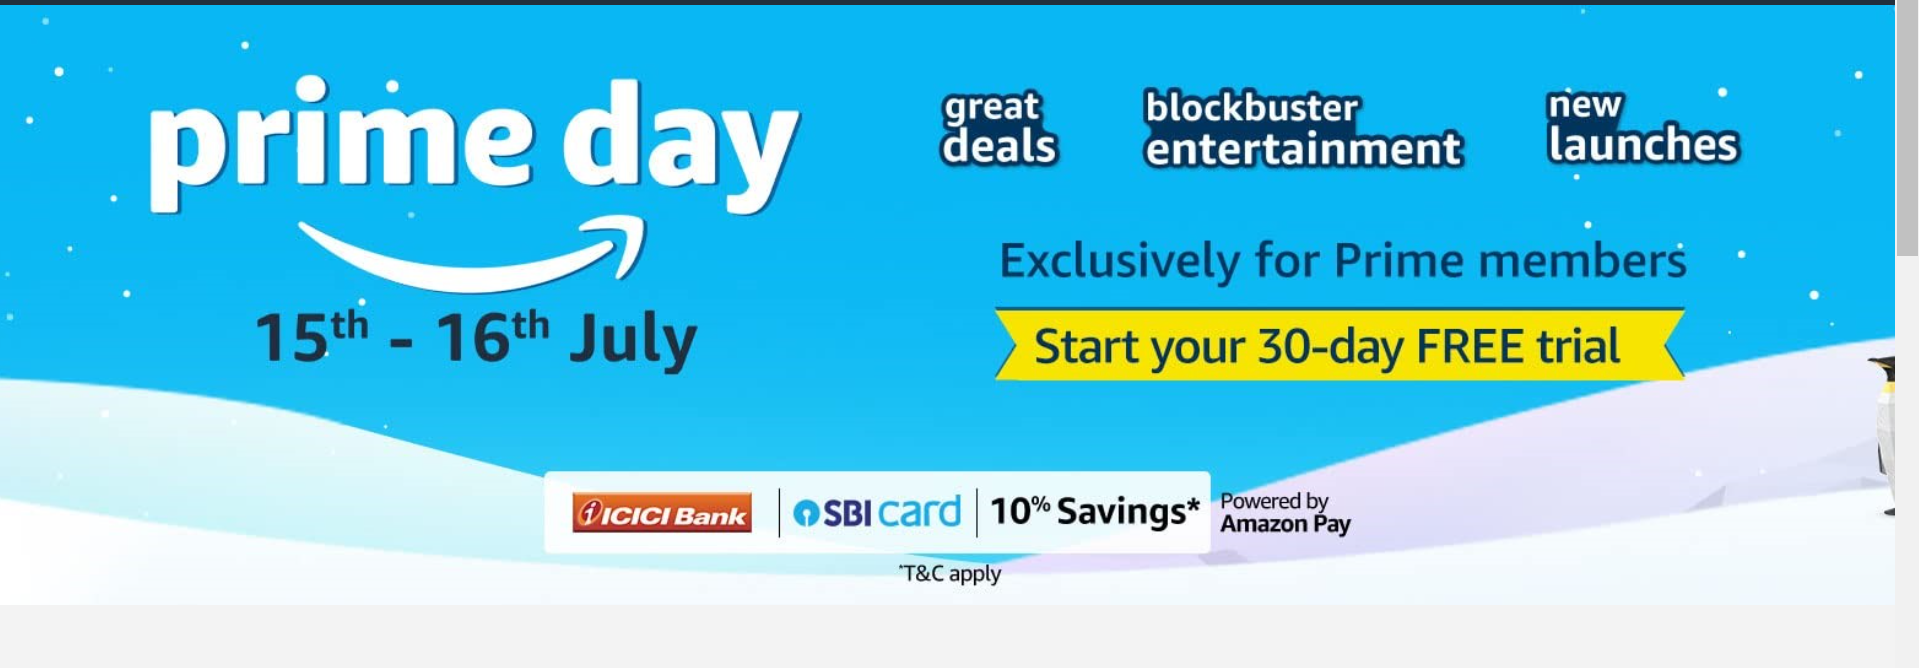 prime day
15th - 16th July
great
deals
blockbuster
entertainment
new
launches
Exclusively for Prime members
Start your 30-day FREE trial
ICICI Bank
SBI card
10% Savings*
Powered by
Amazon Pay
*T&C apply